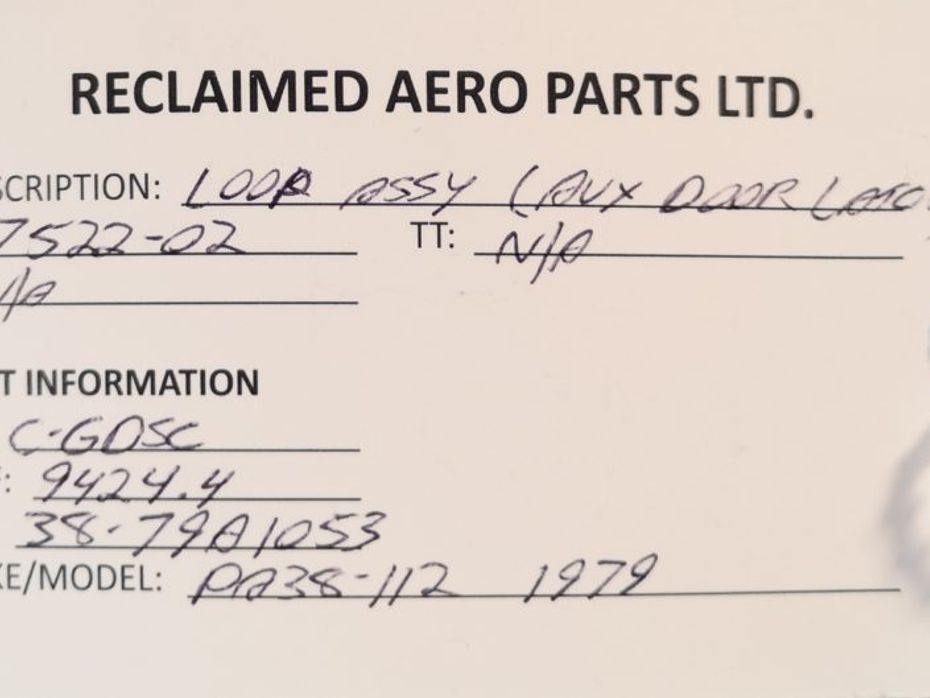 RECLAIMED AERO PARTS LTD.
SCRIPTION: LOOP ASSY (AUX DOOR LATC
7522-02 TT: N/A
/A
T INFORMATION
C-GDSC
: 9424.4
38-79A1053
KE/MODEL: PA38-112 1979